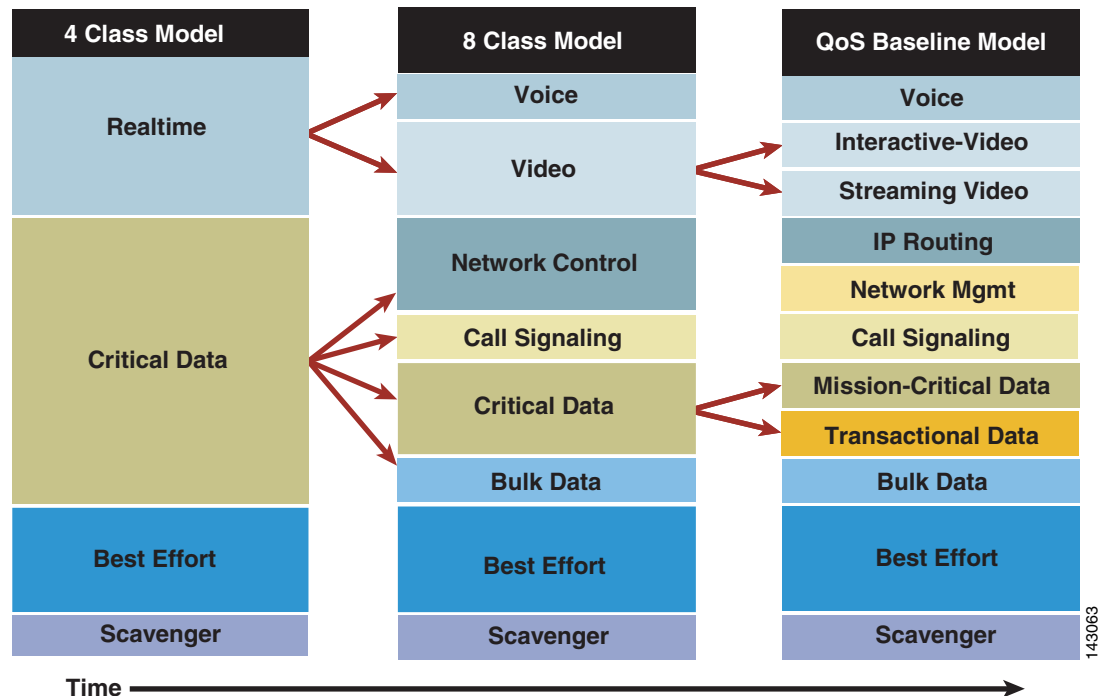 4 Class Model
Realtime
Critical Data
Best Effort
Scavenger
8 Class Model
Voice
Video
Network Control
Call Signaling
Critical Data
Bulk Data
Best Effort
Scavenger
QoS Baseline Model
Voice
Interactive-Video
Streaming Video
IP Routing
Network Mgmt
Call Signaling
Mission-Critical Data
Transactional Data
Bulk Data
Best Effort
Scavenger
Time
143063